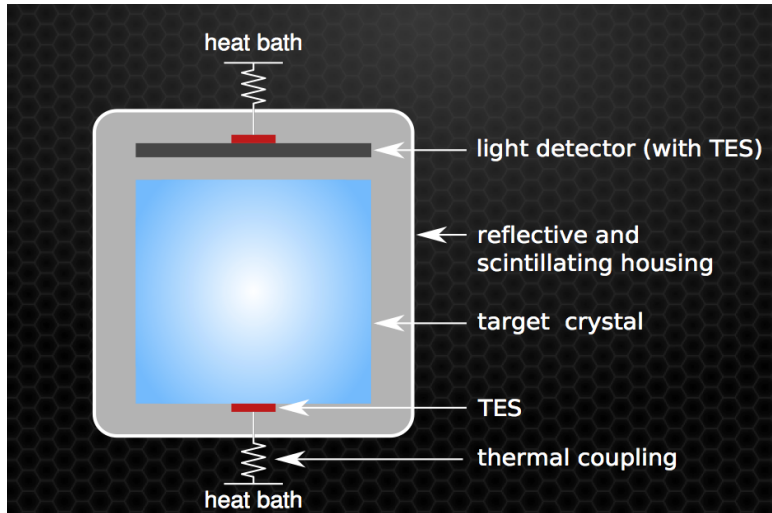 heat bath
light detector (with TES)
reflective and
scintillating housing
target crystal
TES
thermal coupling
heat bath